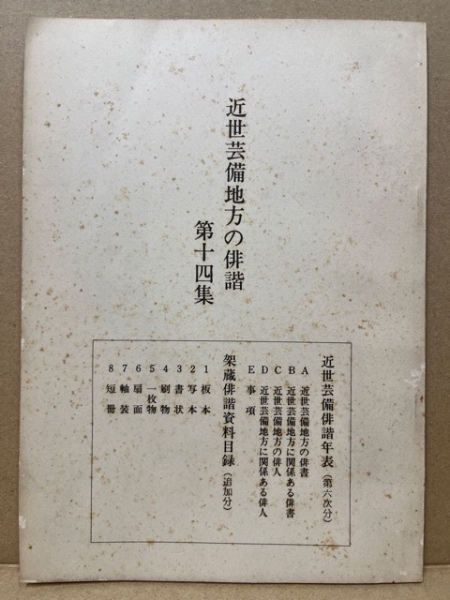 近世芸備地方の俳諧
第十四集
近世芸備俳諧年表（第六次分）
A 近世芸備地方の俳書
B 近世芸備地方に関係ある俳書
C 近世芸備地方の俳人
D 近世芸備地方に関係ある俳人
E 事項
架蔵俳諧資料目録（追加分）
1 板本
2 写本
3 書状
4 刷物
5 一枚物
6 扇面
7 軸装
8 短冊